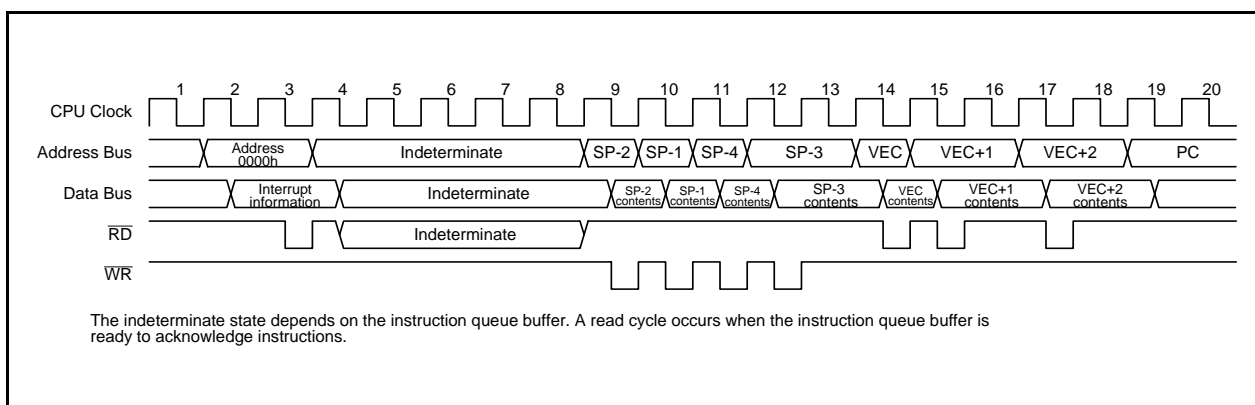 1 2 3 4 5 6 7 8 9 10 11 12 13 14 15 16 17 18 19 20
CPU Clock
Address Bus
Address
0000h
Indeterminate
SP-2
SP-1
SP-4
SP-3
VEC
VEC+1
VEC+2
PC
Data Bus
Interrupt
information
Indeterminate
SP-2
contents
SP-1
contents
SP-4
contents
SP-3
contents
VEC
contents
VEC+1
contents
VEC+2
contents
RD
Indeterminate
WR
The indeterminate state depends on the instruction queue buffer. A read cycle occurs when the instruction queue buffer is
ready to acknowledge instructions.